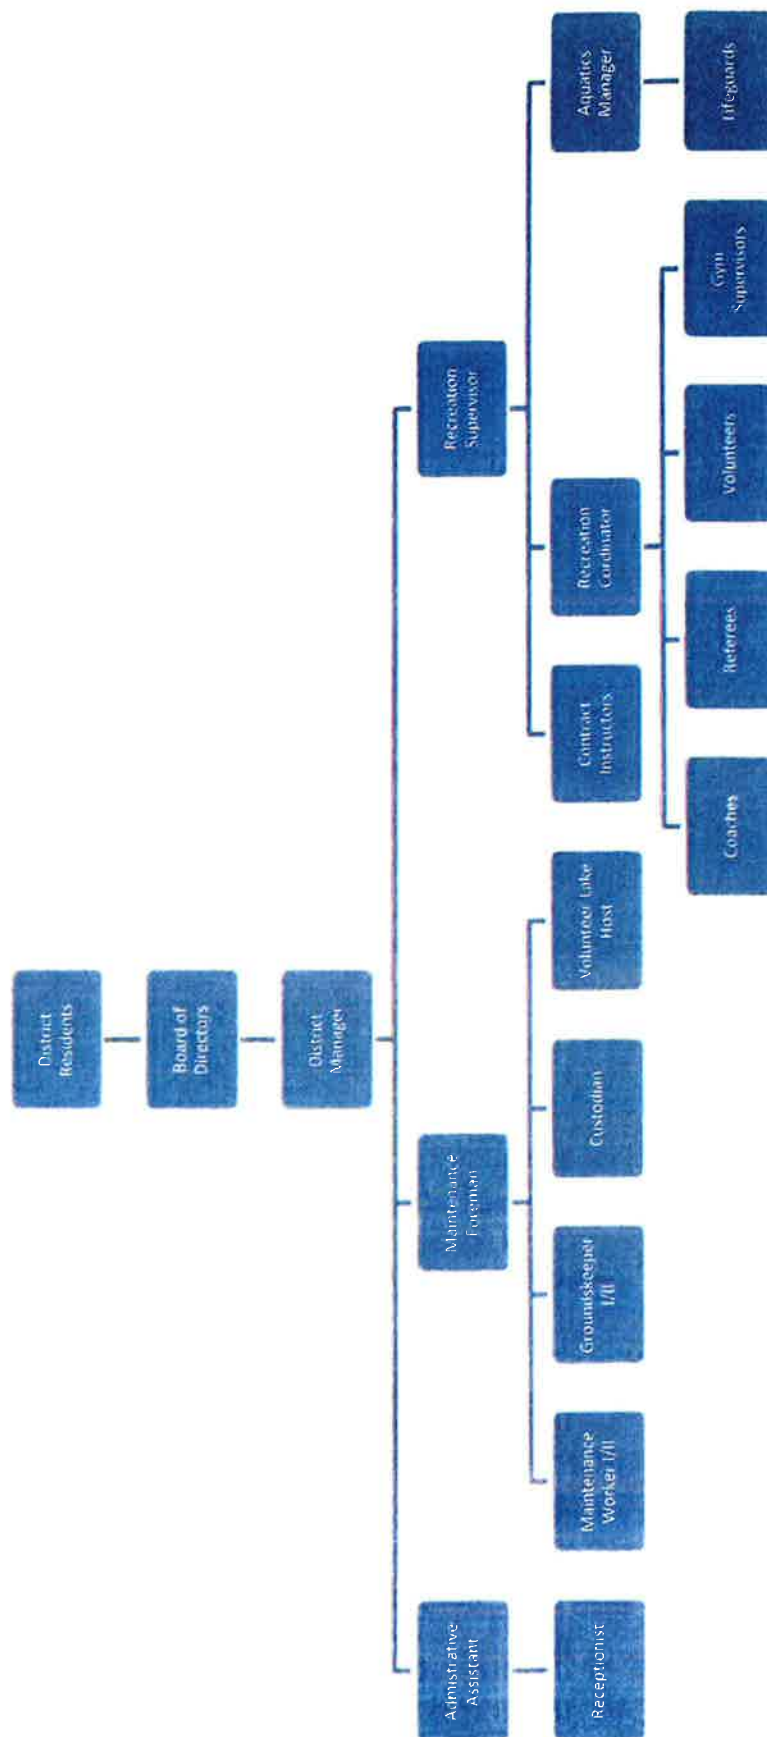 District
Residents
Board of
Directors
District
Manager
Admistrative
Assistant
Maintenance
Foreman
Recreation
Supervisor
Receptionist
Maintenance
Worker I/II
Groundskeeper
I/II
Custodian
Volunteer Lake
Host
Contract
Instructors
Recreation
Cordinator
Aquatics
Manager
Coaches
Referees
Volunteers
Gym
Supervisors
Lifeguards